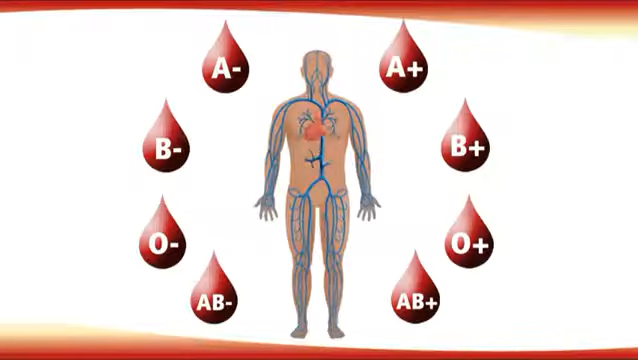 A-
A+
B-
B+
O-
O+
AB-
AB+